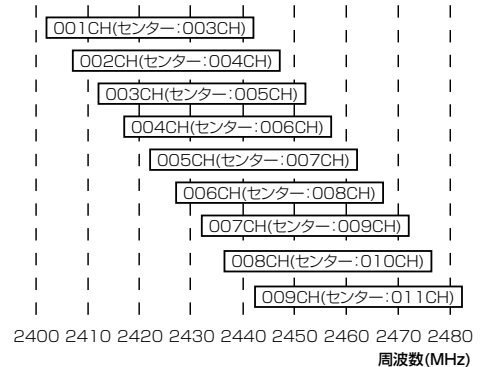 001CH(センター：003CH)
002CH(センター：004CH)
003CH(センター：005CH)
004CH(センター：006CH)
005CH(センター：007CH)
006CH(センター：008CH)
007CH(センター：009CH)
008CH(センター：010CH)
009CH(センター：011CH)
2400 2410 2420 2430 2440 2450 2460 2470 2480
周波数(MHz)